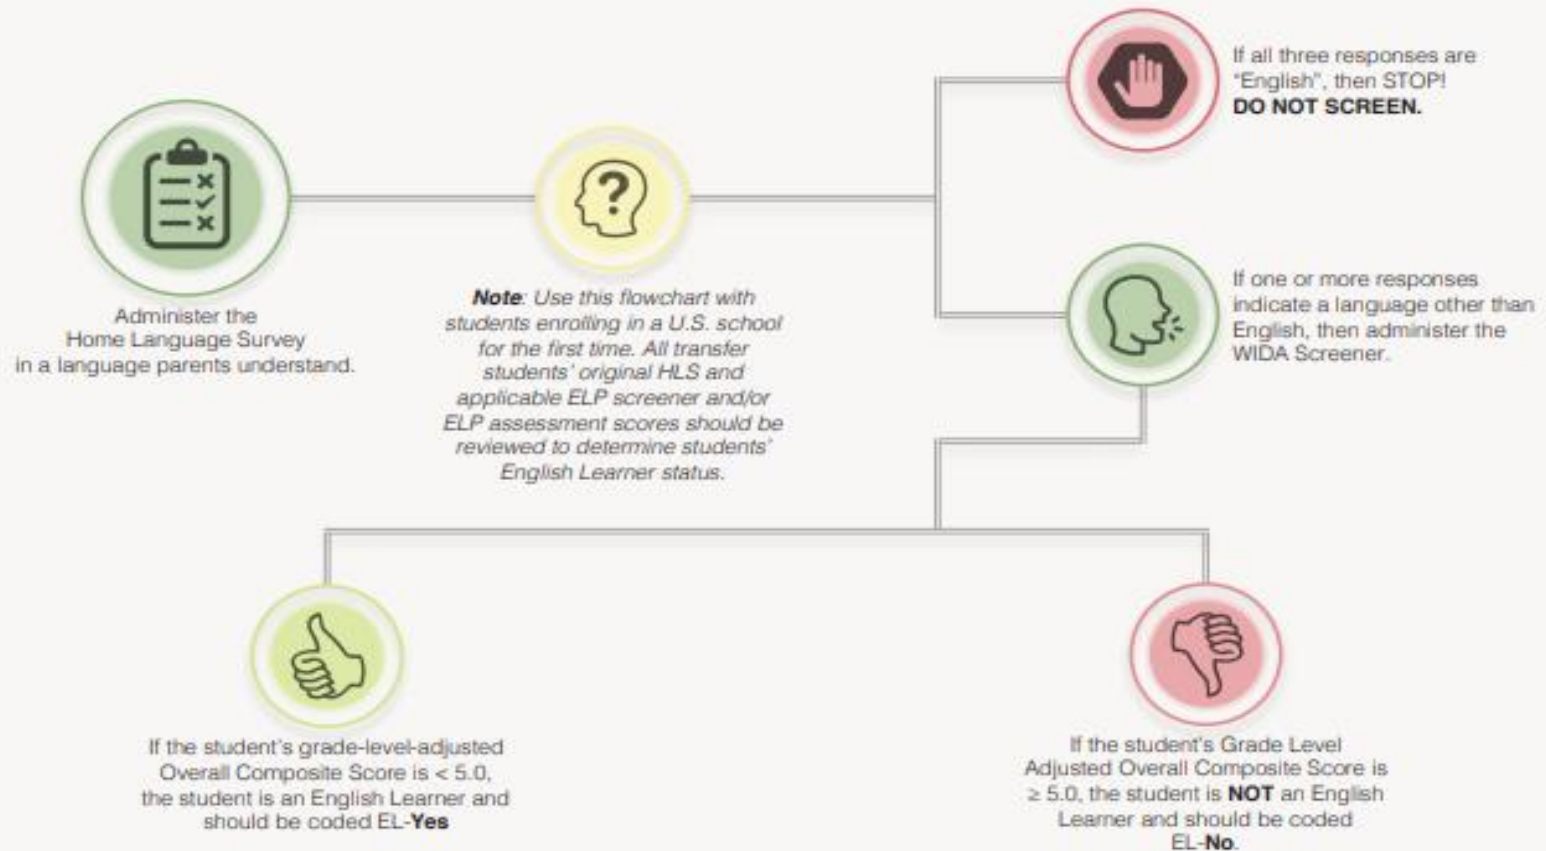 Administer the
Home Language Survey
in a language parents understand.
?
Note: Use this flowchart with
students enrolling in a U.S. school
for the first time. All transfer
students' original HLS and
applicable ELP screener and/or
ELP assessment scores should be
reviewed to determine students'
English Learner status.
If all three responses are
"English", then STOP!
DO NOT SCREEN.
If one or more responses
indicate a language other than
English, then administer the
WIDA Screener.
If the student's grade-level-adjusted
Overall Composite Score is < 5.0,
the student is an English Learner and
should be coded EL-Yes
If the student's Grade Level
Adjusted Overall Composite Score is
≥ 5.0, the student is NOT an English
Learner and should be coded
EL-No.